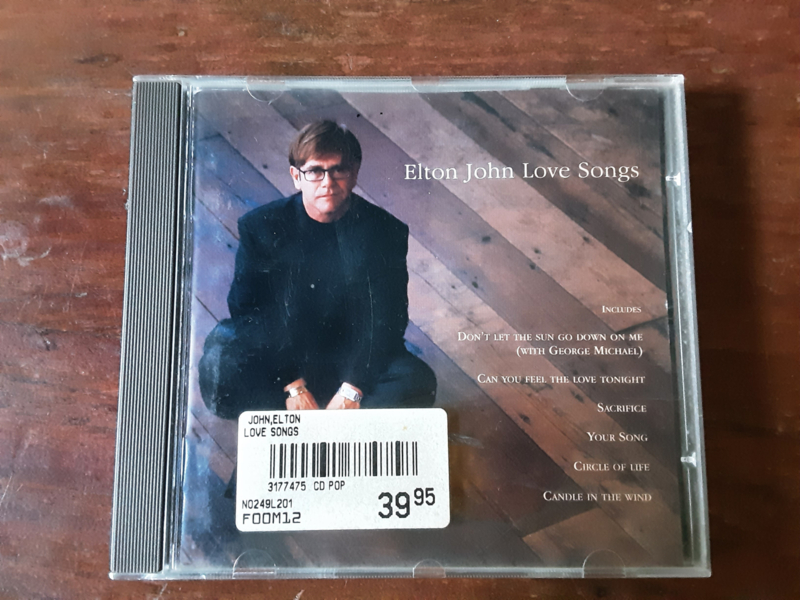 Elton John Love Songs
Includes
Don't let the sun go down on me
(with George Michael)
Can you feel the love tonight
Sacrifice
Your Song
Circle of life
Candle in the wind
JOHN,ELTON
LOVE SONGS
3177475 CD POP
NO249L201
FOOM12
39 95